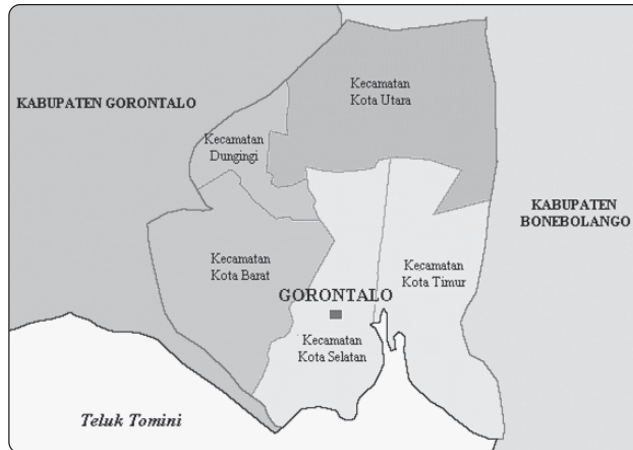 Kecamatan
Kota Utara
KABUPATEN GORONTALO
Kecamatan
Dungingi
KABUPATEN
BONEBOLANGO
Kecamatan
Kota Barat
Kecamatan
Kota Timur
GORONTALO
Kecamatan
Kota Selatan
Teluk Tomini